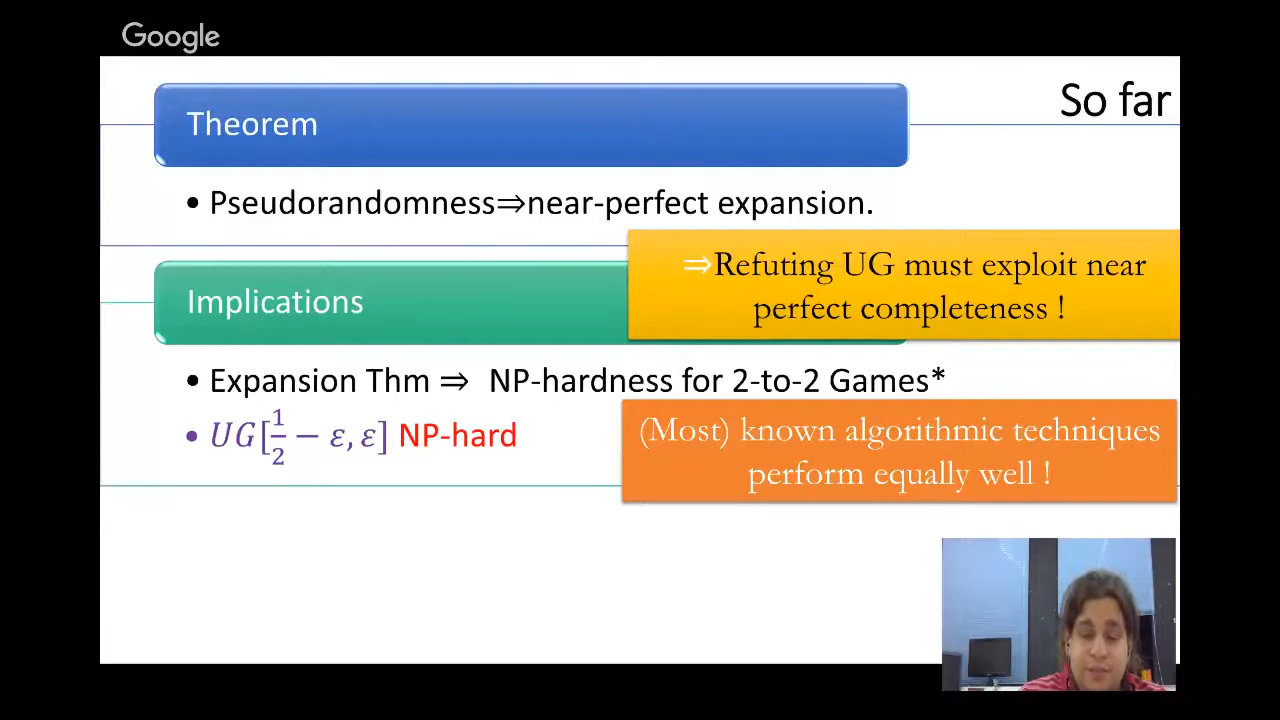 Google
So far
Theorem
• Pseudorandomness⇒near-perfect expansion.
⇒Refuting UG must exploit near
perfect completeness !
Implications
• Expansion Thm ⇒ NP-hardness for 2-to-2 Games*
• UG[1/2 − ε, ε] NP-hard
(Most) known algorithmic techniques
perform equally well !